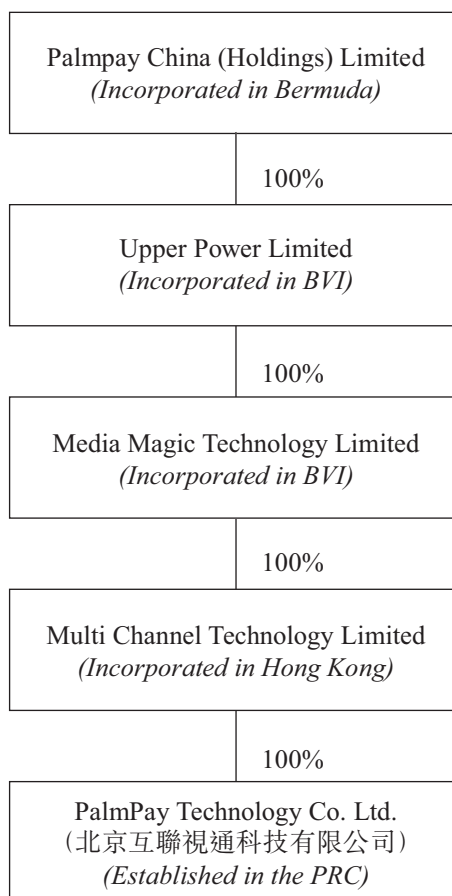 Palmpay China (Holdings) Limited
(Incorporated in Bermuda)
100%
Upper Power Limited
(Incorporated in BVI)
100%
Media Magic Technology Limited
(Incorporated in BVI)
100%
Multi Channel Technology Limited
(Incorporated in Hong Kong)
100%
PalmPay Technology Co. Ltd.
(北京互聯視通科技有限公司)
(Established in the PRC)